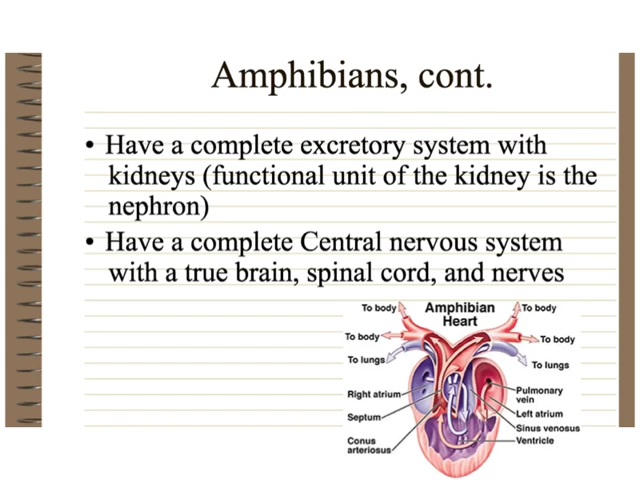 Amphibians, cont.
• Have a complete excretory system with
kidneys (functional unit of the kidney is the
nephron)
• Have a complete Central nervous system
with a true brain, spinal cord, and nerves
Amphibian
Heart
To body
To body
To body
To body
To lungs
To lungs
Right atrium
Pulmonary
vein
Septum
Left atrium
Sinus venosus
Conus
arteriosus
Ventricle